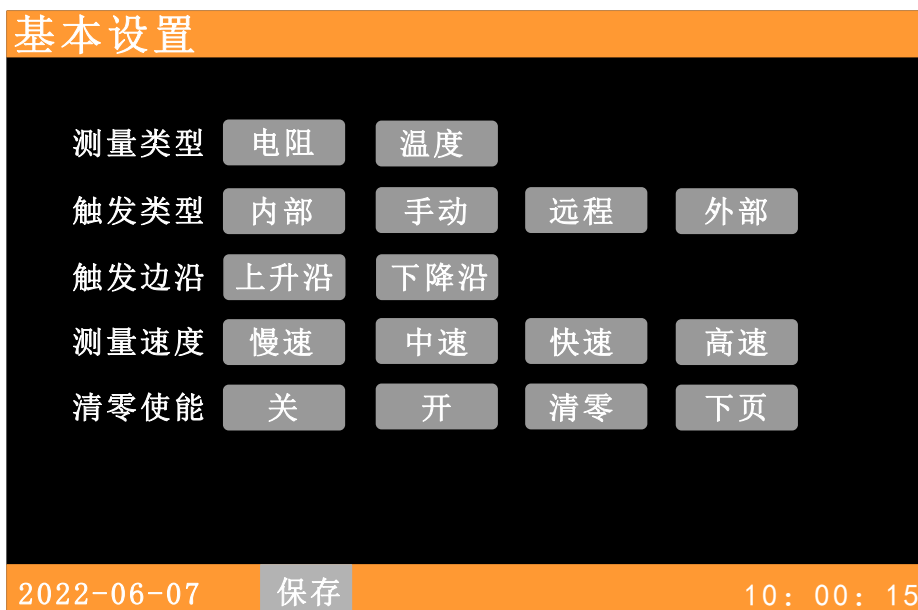 基本设置
测量类型 电阻 温度
触发类型 内部 手动 远程 外部
触发边沿 上升沿 下降沿
测量速度 慢速 中速 快速 高速
清零使能 关 开 清零 下页
2022-06-07 保存 10：00：15